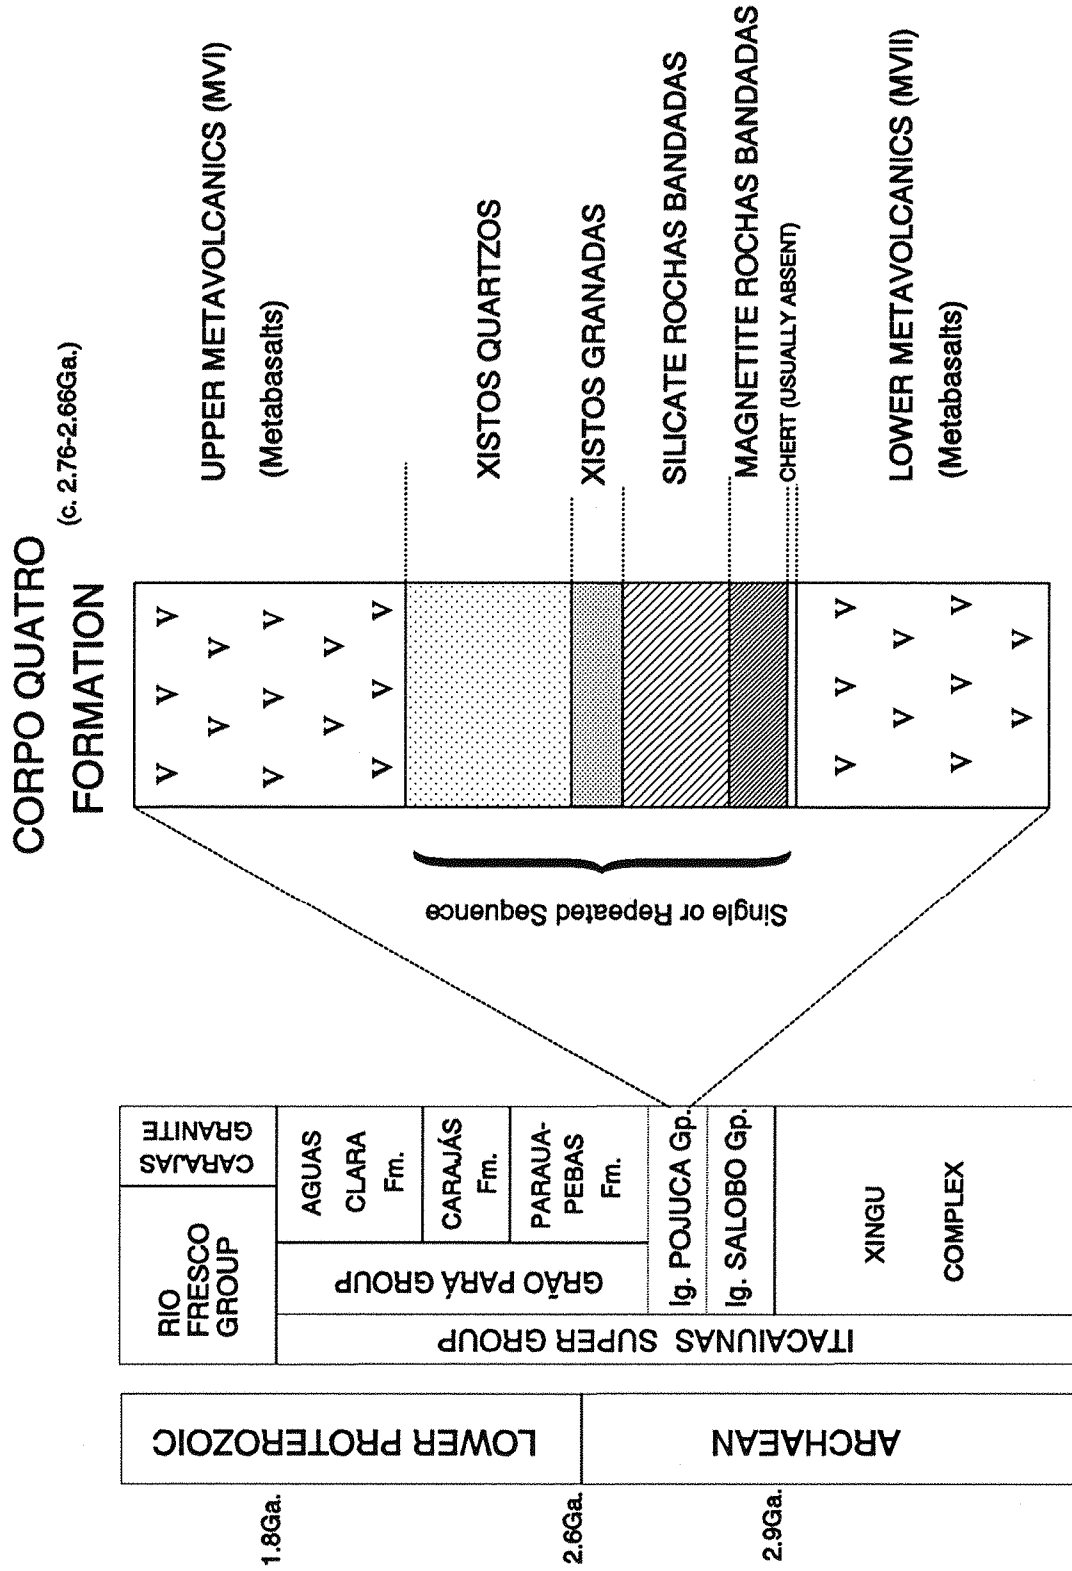 CORPO QUATRO
FORMATION
(c. 2.76-2.66Ga.)
1.8Ga.
2.6Ga.
2.9Ga.
LOWER PROTEROZOIC
ARCHAEAN
RIO
FRESCO
GROUP
CARAJAS
GRANITE
ITACAIUNAS SUPER GROUP
GRÃO PARÁ GROUP
AGUAS
CLARA
Fm.
CARAJÁS
Fm.
PARAUA-
PEBAS
Fm.
Ig. POJUCA Gp.
Ig. SALOBO Gp.
XINGU
COMPLEX
Single or Repeated Sequence
V V V
V V
V V V
V V
V V V
V V V
V V
V V V
V V
UPPER METAVOLCANICS (MVI)
(Metabasalts)
XISTOS QUARTZOS
XISTOS GRANADAS
SILICATE ROCHAS BANDADAS
MAGNETITE ROCHAS BANDADAS
CHERT (USUALLY ABSENT)
LOWER METAVOLCANICS (MVII)
(Metabasalts)